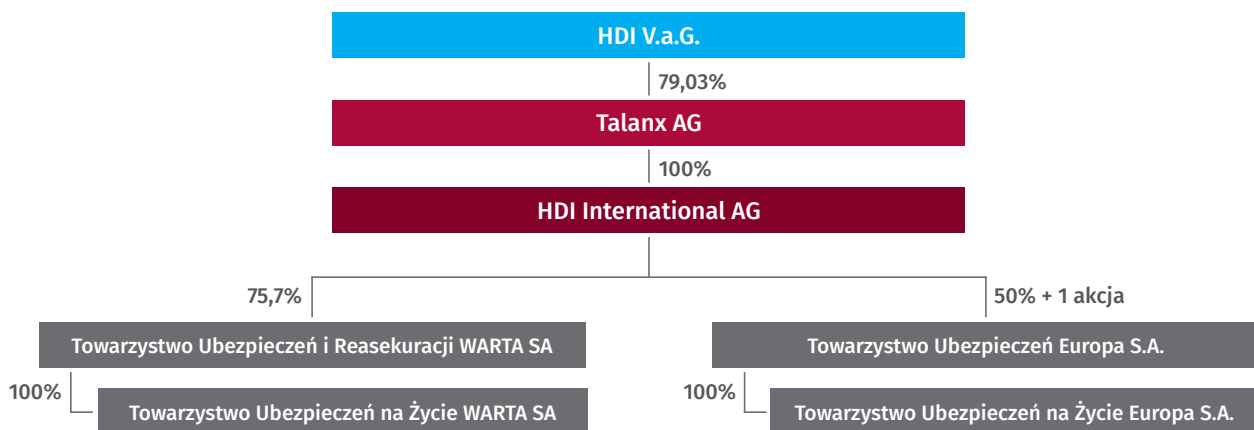 HDI V.a.G.
79,03%
Talanx AG
100%
HDI International AG
75,7%
50% + 1 akcja
Towarzystwo Ubezpieczeń i Reasekuracji WARTA SA
Towarzystwo Ubezpieczeń Europa S.A.
100%
100%
Towarzystwo Ubezpieczeń na Życie WARTA SA
Towarzystwo Ubezpieczeń na Życie Europa S.A.